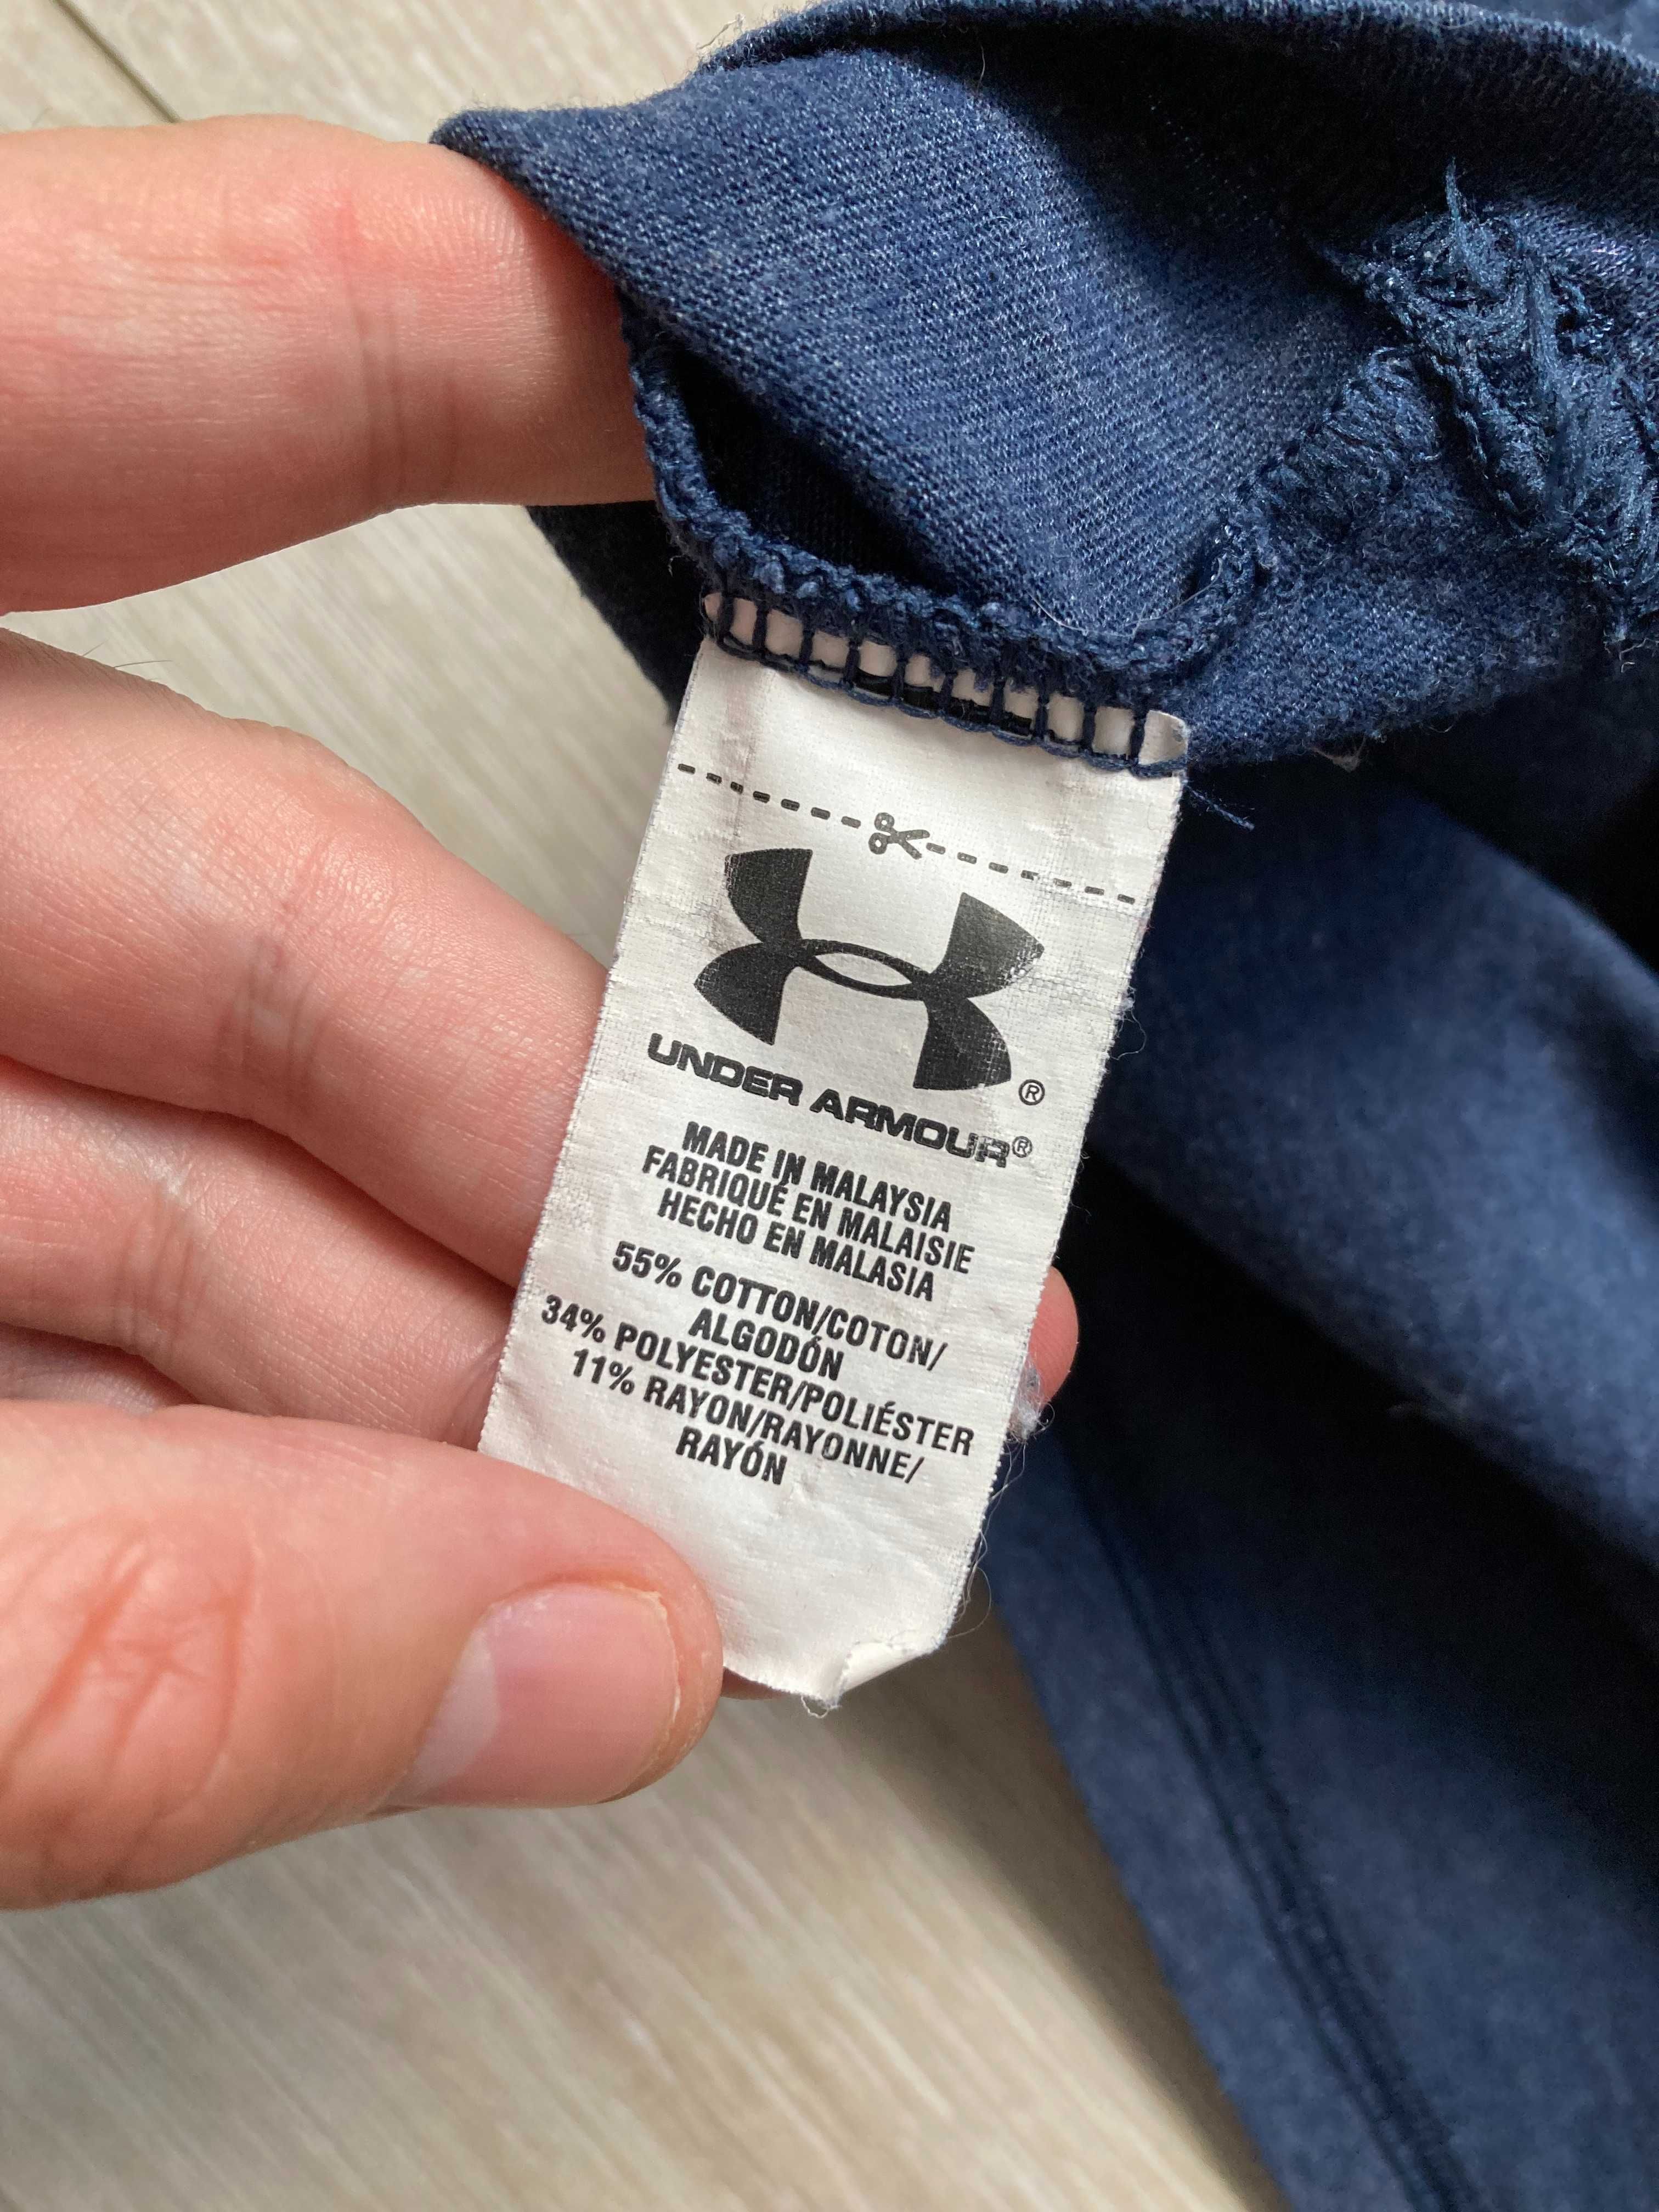 ®
UNDER ARMOUR®
MADE IN MALAYSIA
FABRIQUÉ EN MALAISIE
HECHO EN MALASIA
55% COTTON/COTON/
ALGODÓN
34% POLYESTER/POLIÉSTER
11% RAYON/RAYONNE/
RAYÓN